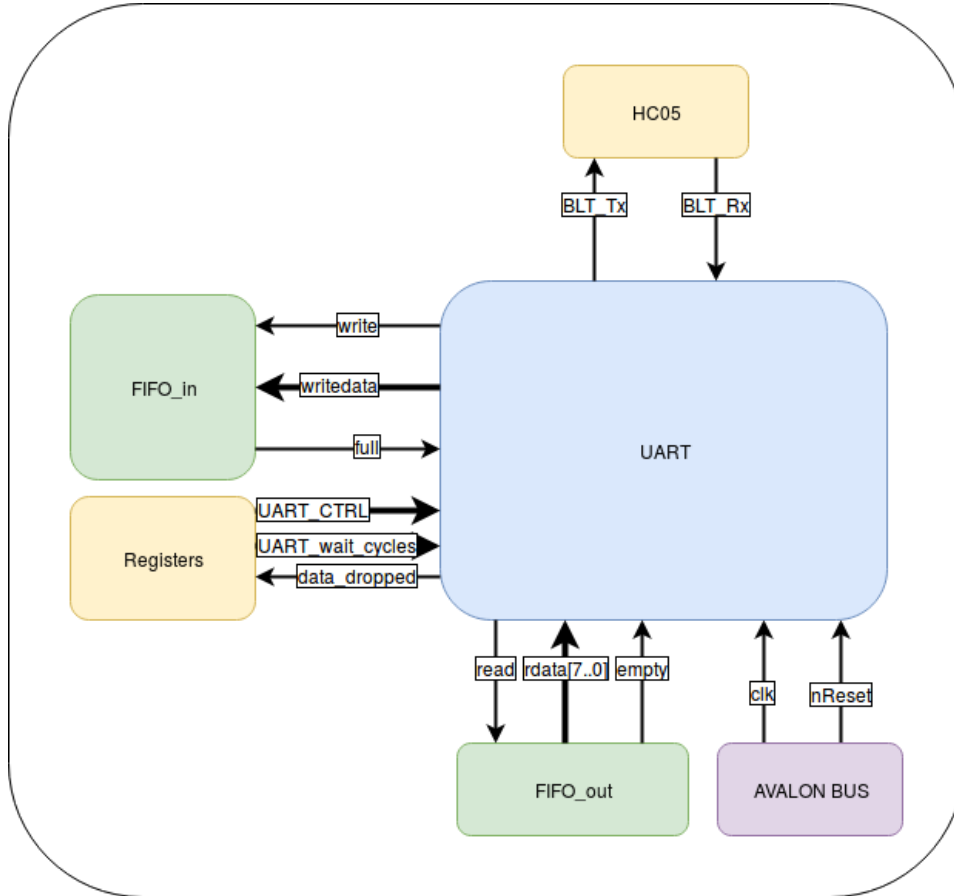 HC05
BLT_Tx
BLT_Rx
write
FIFO_in
writedata
full
UART
UART_CTRL
Registers
UART_wait_cycles
data_dropped
read
rdata[7..0]
empty
clk
nReset
FIFO_out
AVALON BUS